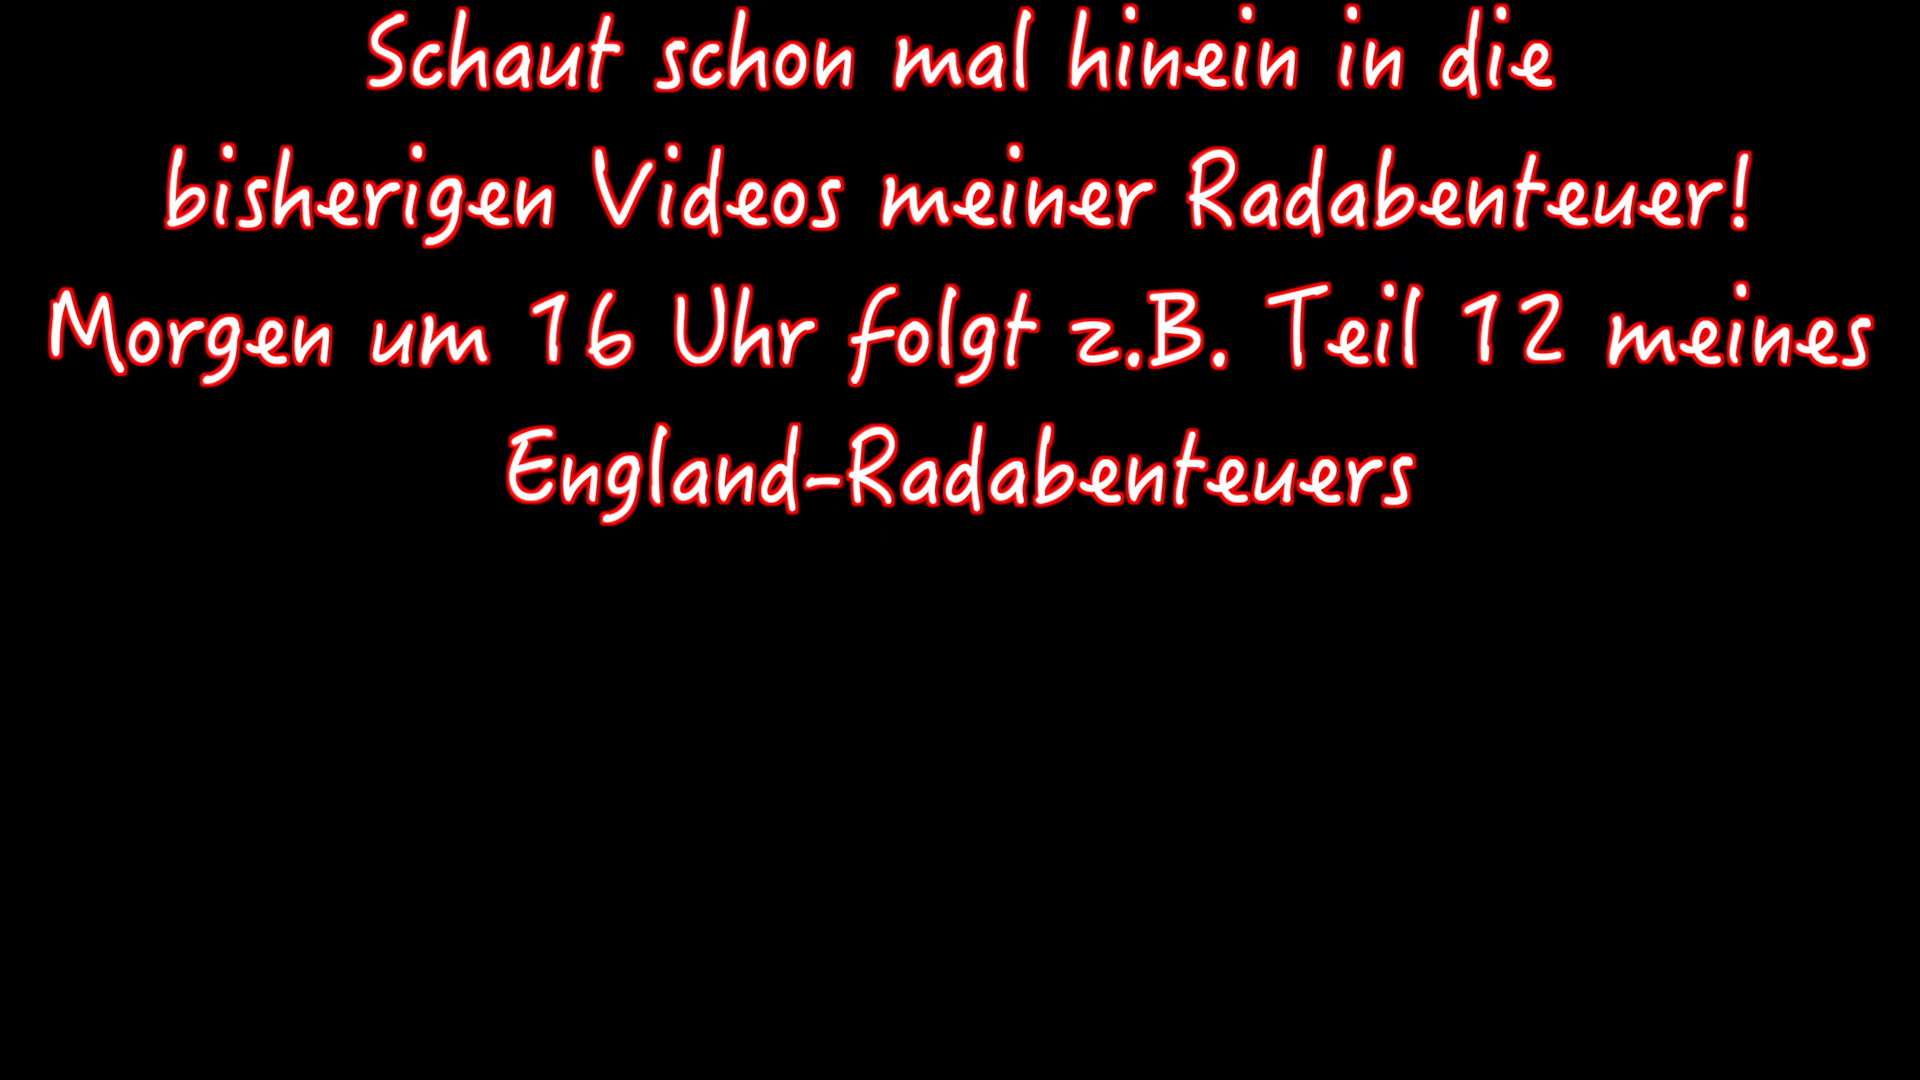 Schaut schon mal hinein in die
bisherigen Videos meiner Radabenteuer!
Morgen um 16 Uhr folgt z.B. Teil 12 meines
England-Radabenteuers